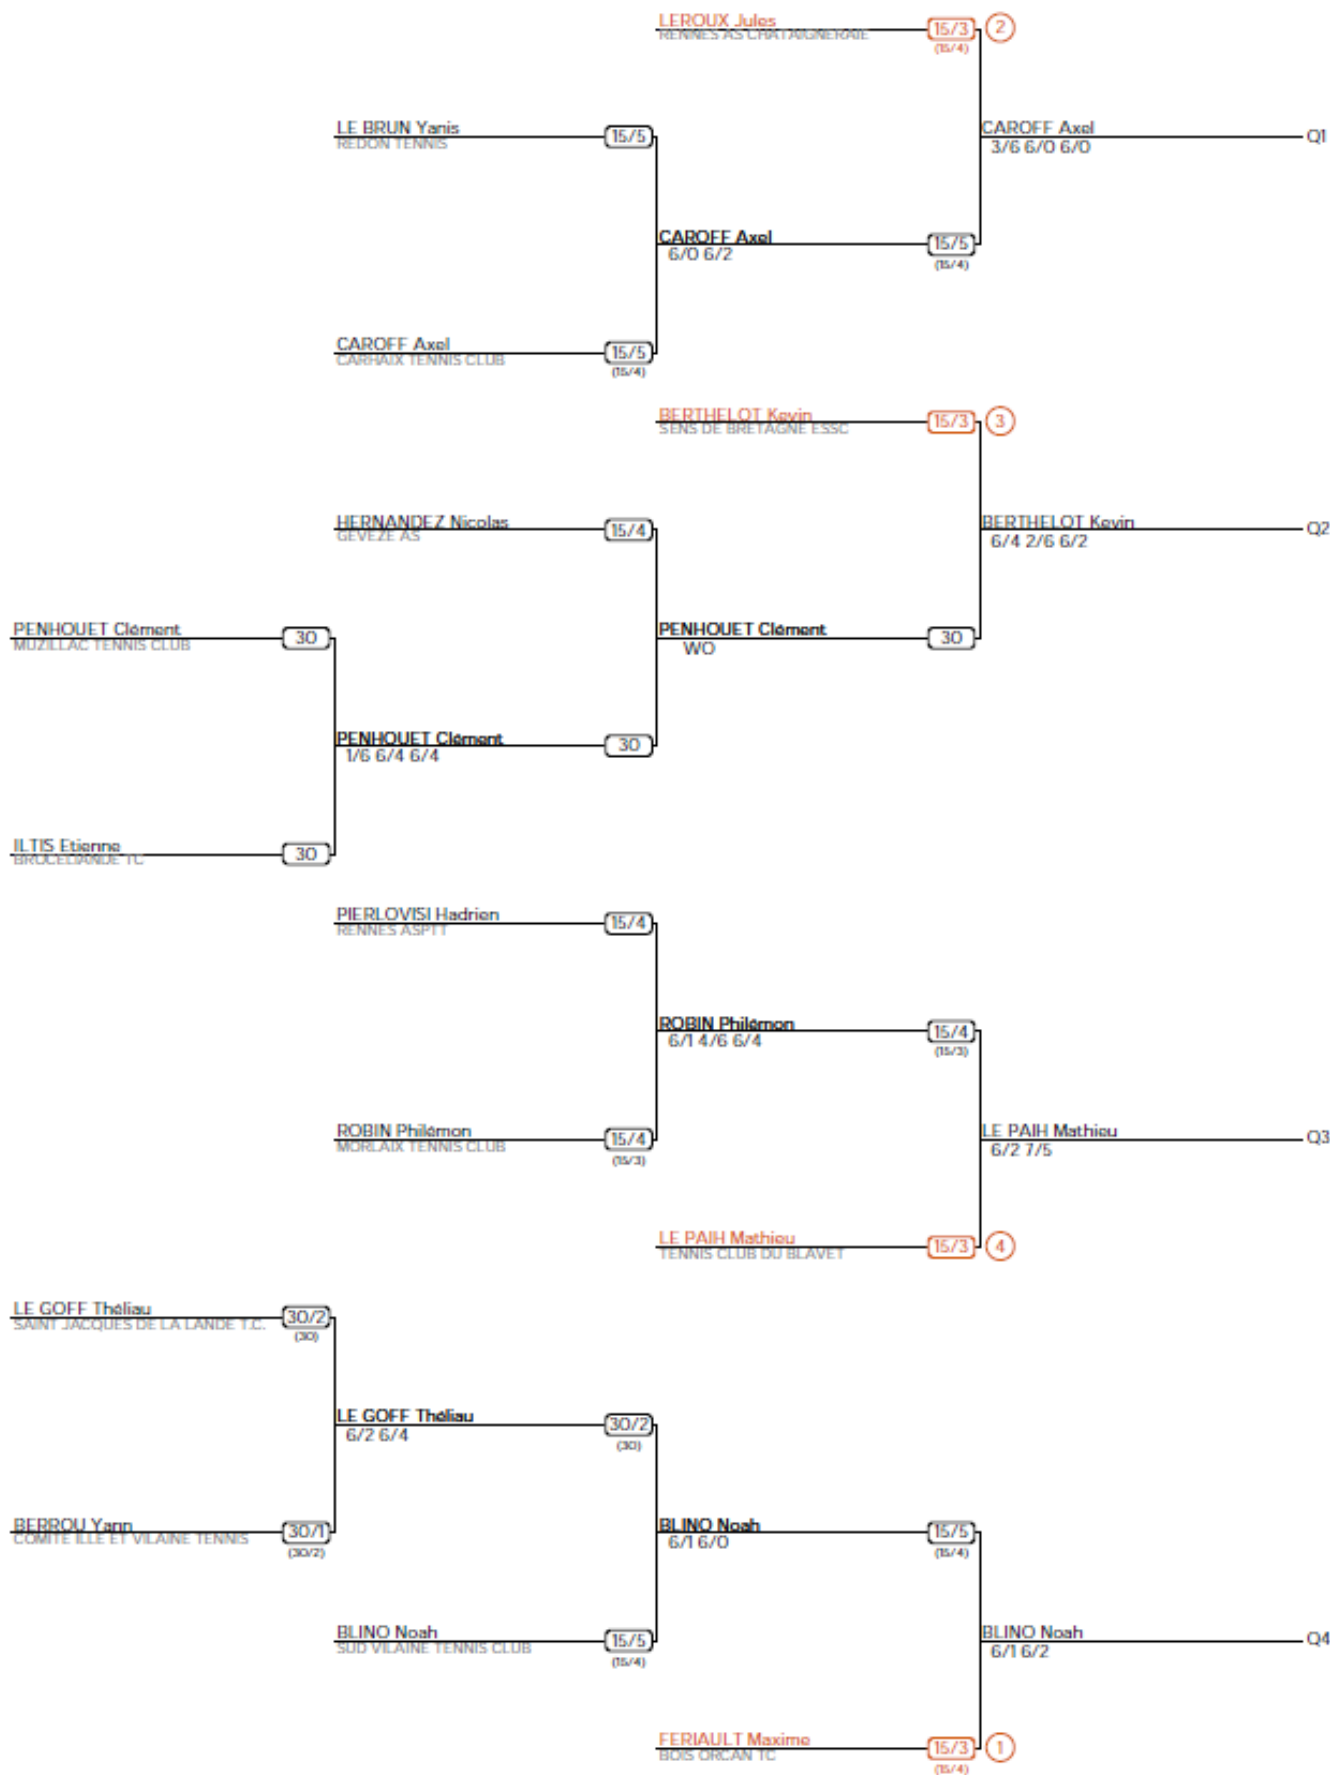 LEROUX Jules
RENNES AS CHATAIGNERAIE
15/3
2
(15/4)
LE BRUN Yanis
REDON TENNIS
15/5
CAROFF Axel
3/6 6/0 6/0
Q1
CAROFF Axel
6/0 6/2
15/5
(15/4)
CAROFF Axel
CARHAIX TENNIS CLUB
15/5
(15/4)
BERTHELOT Kevin
SENS DE BRETAGNE ESSC
15/3
3
HERNANDEZ Nicolas
GEVEZE AS
15/4
BERTHELOT Kevin
6/4 2/6 6/2
Q2
PENHOUET Clément
MUZILLAC TENNIS CLUB
30
PENHOUET Clément
WO
30
PENHOUET Clément
1/6 6/4 6/4
30
ILTIS Etienne
BROCELIANDE TC
30
PIERLOVISI Hadrien
RENNES ASPTT
15/4
ROBIN Philémon
6/1 4/6 6/4
15/4
(15/3)
ROBIN Philémon
MORLAIX TENNIS CLUB
15/4
(15/3)
LE PAIH Mathieu
6/2 7/5
Q3
LE PAIH Mathieu
TENNIS CLUB DU BLAVET
15/3
4
LE GOFF Théliau
SAINT JACQUES DE LA LANDE T.C.
30/2
(30)
LE GOFF Théliau
6/2 6/4
30/2
(30)
BERROU Yann
COMITE ILLE ET VILAINE TENNIS
30/1
(30/2)
BLINO Noah
6/1 6/0
15/5
(15/4)
BLINO Noah
SUD VILAINE TENNIS CLUB
15/5
(15/4)
BLINO Noah
6/1 6/2
Q4
FERIAULT Maxime
BOIS ORCAN TC
15/3
1
(15/4)